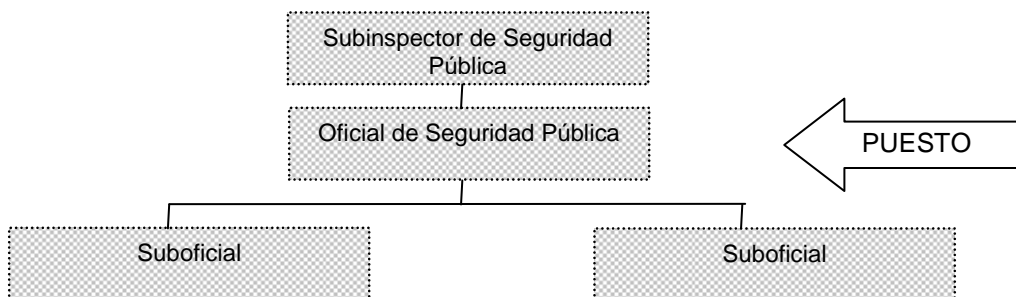 Subinspector de Seguridad
Pública
Oficial de Seguridad Pública
PUESTO
Suboficial
Suboficial